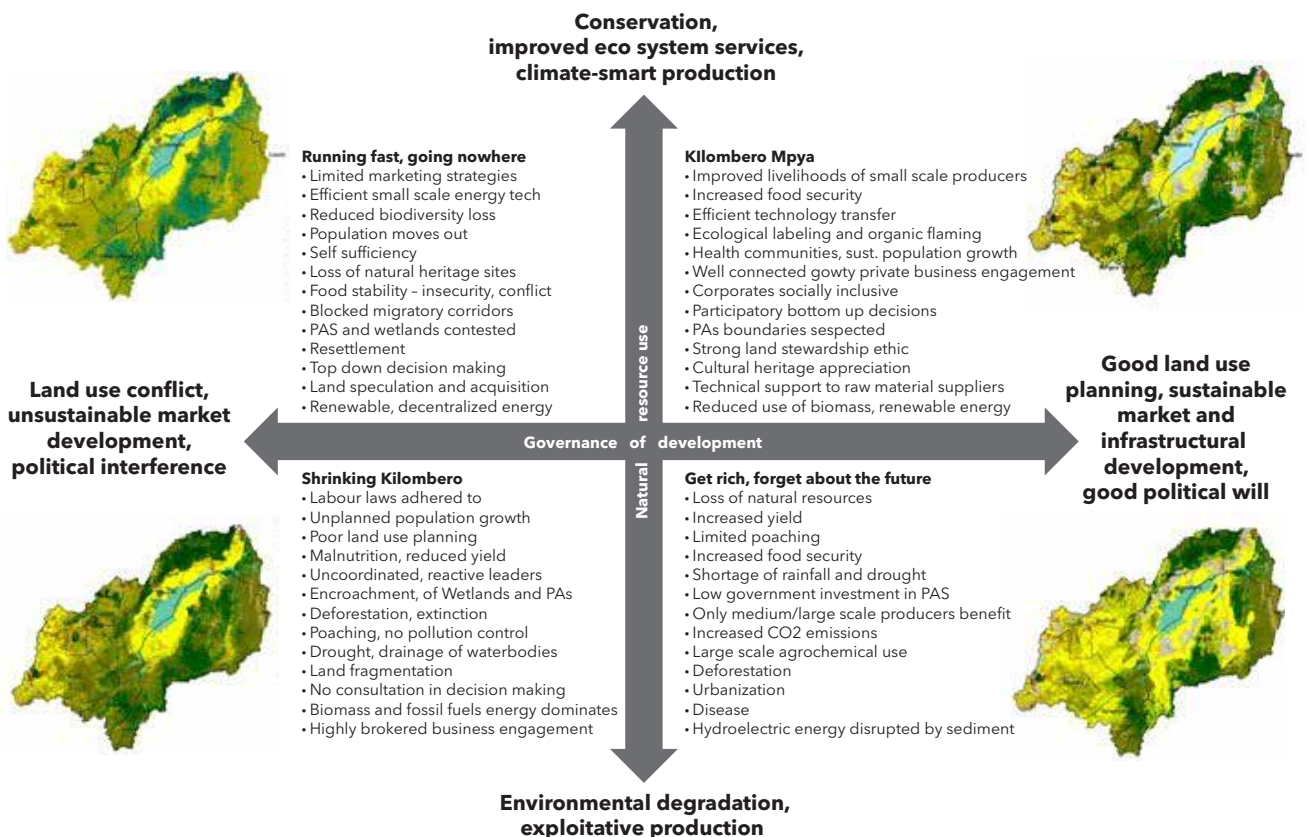 Conservation,
improved eco system services,
climate-smart production
Running fast, going nowhere
• Limited marketing strategies
• Efficient small scale energy tech
• Reduced biodiversity loss
• Population moves out
• Self sufficiency
• Loss of natural heritage sites
• Food stability – insecurity, conflict
• Blocked migratory corridors
• PAS and wetlands contested
• Resettlement
• Top down decision making
• Land speculation and acquisition
• Renewable, decentralized energy
KIlombero Mpya
• Improved livelihoods of small scale producers
• Increased food security
• Efficient technology transfer
• Ecological labeling and organic flaming
• Health communities, sust. population growth
• Well connected gowty private business engagement
• Corporates socially inclusive
• Participatory bottom up decisions
• PAs boundaries sespected
• Strong land stewardship ethic
• Cultural heritage appreciation
• Technical support to raw material suppliers
• Reduced use of biomass, renewable energy
Land use conflict,
unsustainable market
development,
political interference
Good land use
planning, sustainable
market and
infrastructural
development,
good political will
Governance of development
Natural resource use
Shrinking Kilombero
• Labour laws adhered to
• Unplanned population growth
• Poor land use planning
• Malnutrition, reduced yield
• Uncoordinated, reactive leaders
• Encroachment, of Wetlands and PAs
• Deforestation, extinction
• Poaching, no pollution control
• Drought, drainage of waterbodies
• Land fragmentation
• No consultation in decision making
• Biomass and fossil fuels energy dominates
• Highly brokered business engagement
Get rich, forget about the future
• Loss of natural resources
• Increased yield
• Limited poaching
• Increased food security
• Shortage of rainfall and drought
• Low government investment in PAS
• Only medium/large scale producers benefit
• Increased CO2 emissions
• Large scale agrochemical use
• Deforestation
• Urbanization
• Disease
• Hydroelectric energy disrupted by sediment
Environmental degradation,
exploitative production